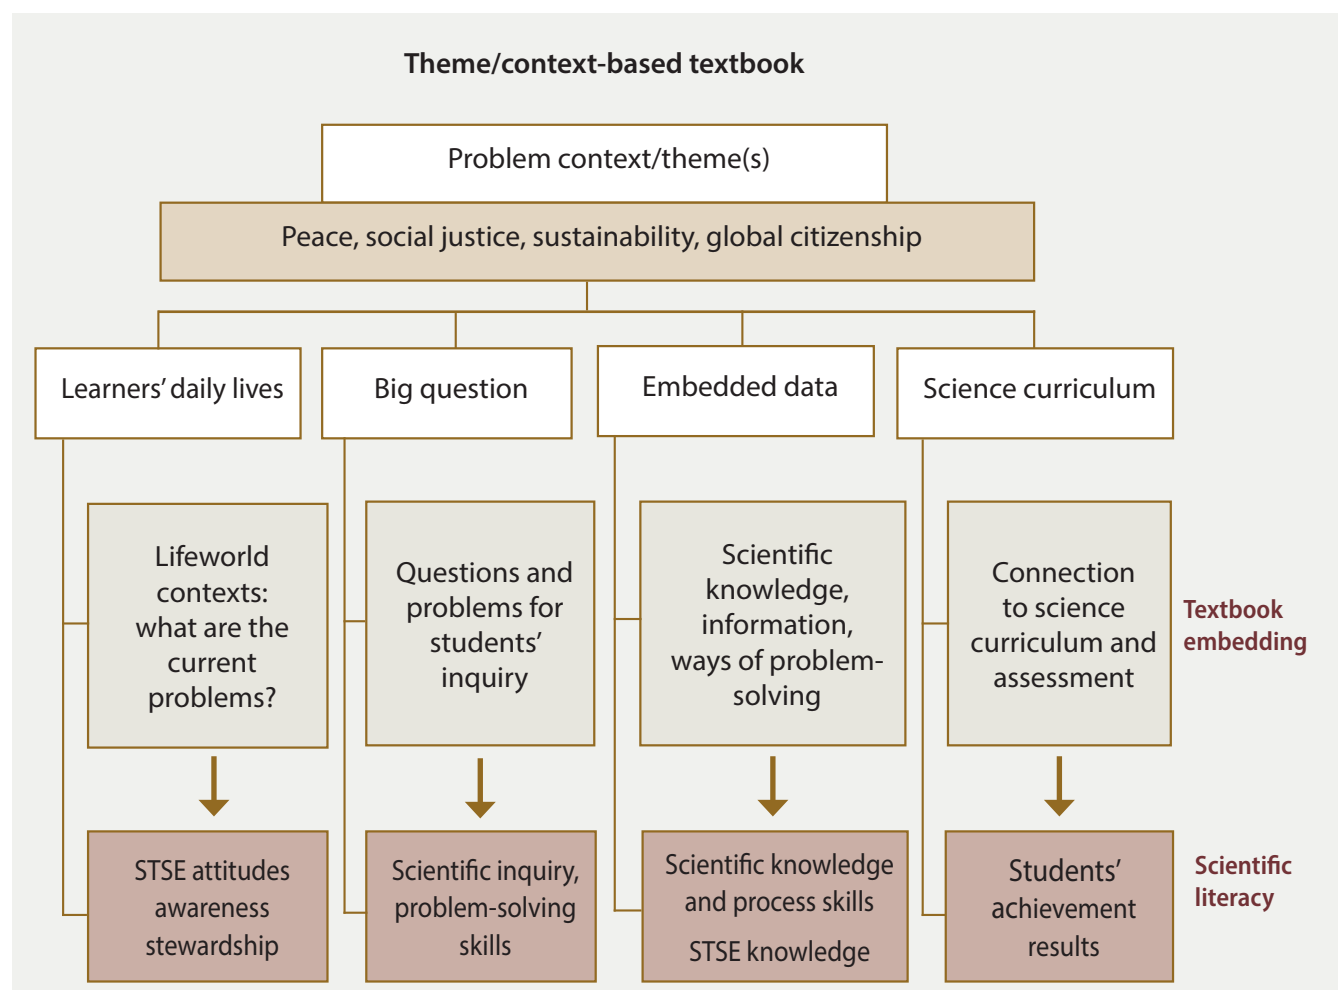 Theme/context-based textbook
Problem context/theme(s)
Peace, social justice, sustainability, global citizenship
Learners’ daily lives
Big question
Embedded data
Science curriculum
Lifeworld
contexts:
what are the
current
problems?
Questions and
problems for
students’
inquiry
Scientific
knowledge,
information,
ways of problem-
solving
Connection
to science
curriculum and
assessment
Textbook
embedding
STSE attitudes
awareness
stewardship
Scientific inquiry,
problem-solving
skills
Scientific knowledge
and process skills
STSE knowledge
Students’
achievement
results
Scientific
literacy